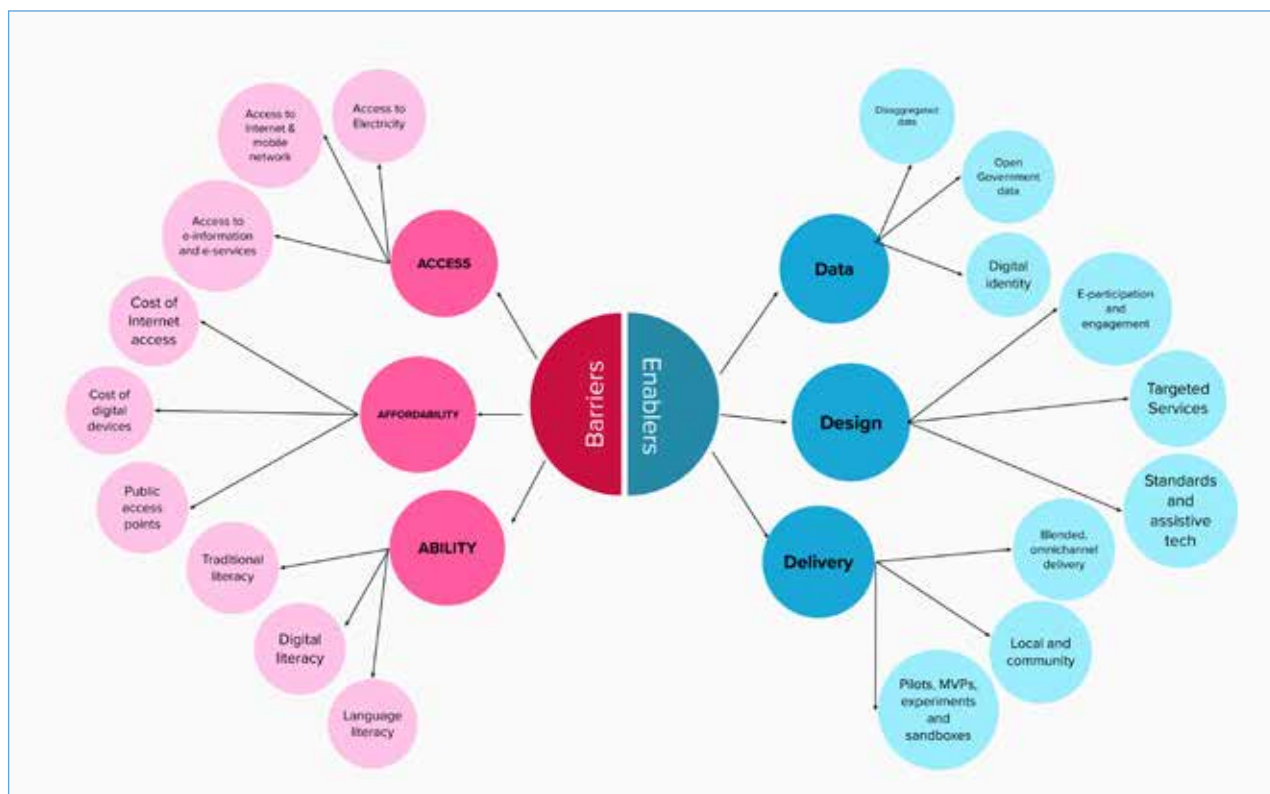 Access to
Electricity
Access to
Internet &
mobile
network
Access to
e-information
and e-services
ACCESS
Cost of
Internet
access
Cost of
digital
devices
AFFORDABILITY
Public
access
points
ABILITY
Traditional
literacy
Digital
literacy
Language
literacy
Barriers
Enablers
Disaggregated
data
Open
Government
data
Data
Digital
identity
E-participation
and
engagement
Targeted
Services
Design
Standards
and
assistive
tech
Blended,
omnichannel
delivery
Delivery
Local and
community
Pilots, MVPs,
experiments
and
sandboxes